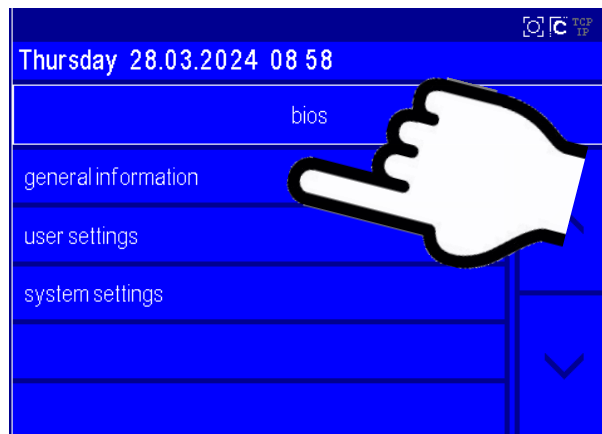 TCP
IP
Thursday 28.03.2024 08 58
bios
general information
user settings
system settings